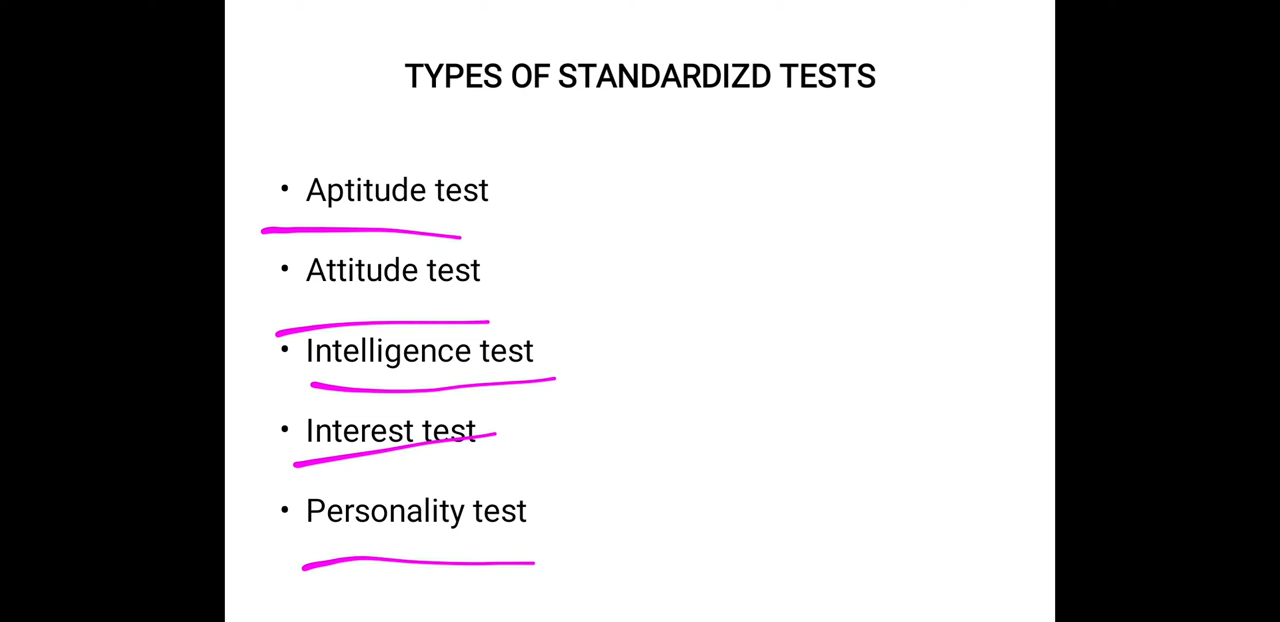 TYPES OF STANDARDIZD TESTS
• Aptitude test
• Attitude test
• Intelligence test
• Interest test
• Personality test